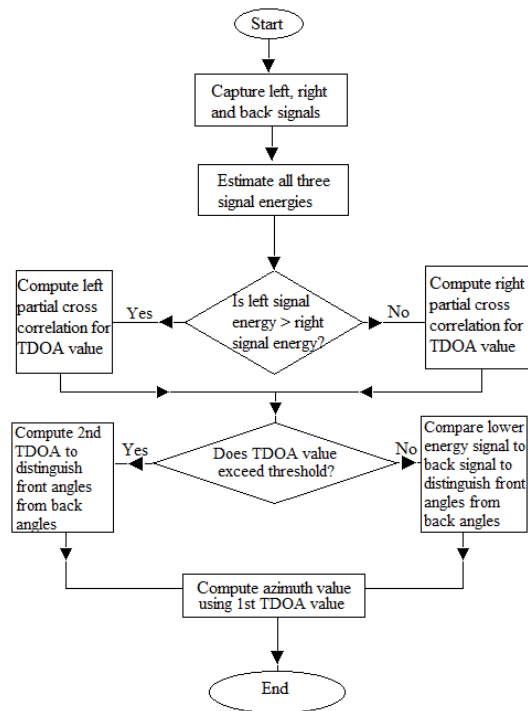 Start
Capture left, right
and back signals
Estimate all three
signal energies
Compute left
partial cross
correlation for
TDOA value
Yes
Is left signal
energy > right
signal energy?
No
Compute right
partial cross
correlation for
TDOA value
Compute 2nd
TDOA to
distinguish
front angles
from back
angles
Yes
Does TDOA value
exceed threshold?
No
Compare lower
energy signal to
back signal to
distinguish front
angles from
back angles
Compute azimuth value
using 1st TDOA value
End